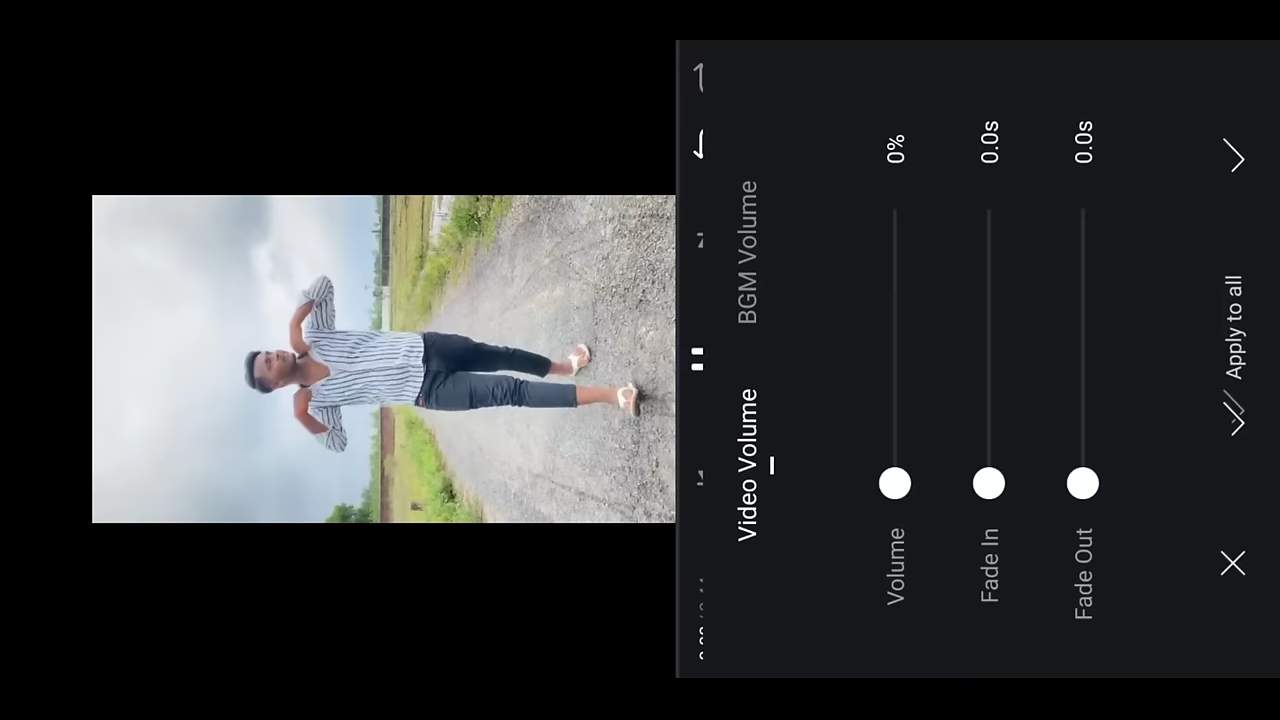 Video Volume BGM Volume
Volume 0%
Fade In 0.0s
Fade Out 0.0s
Apply to all